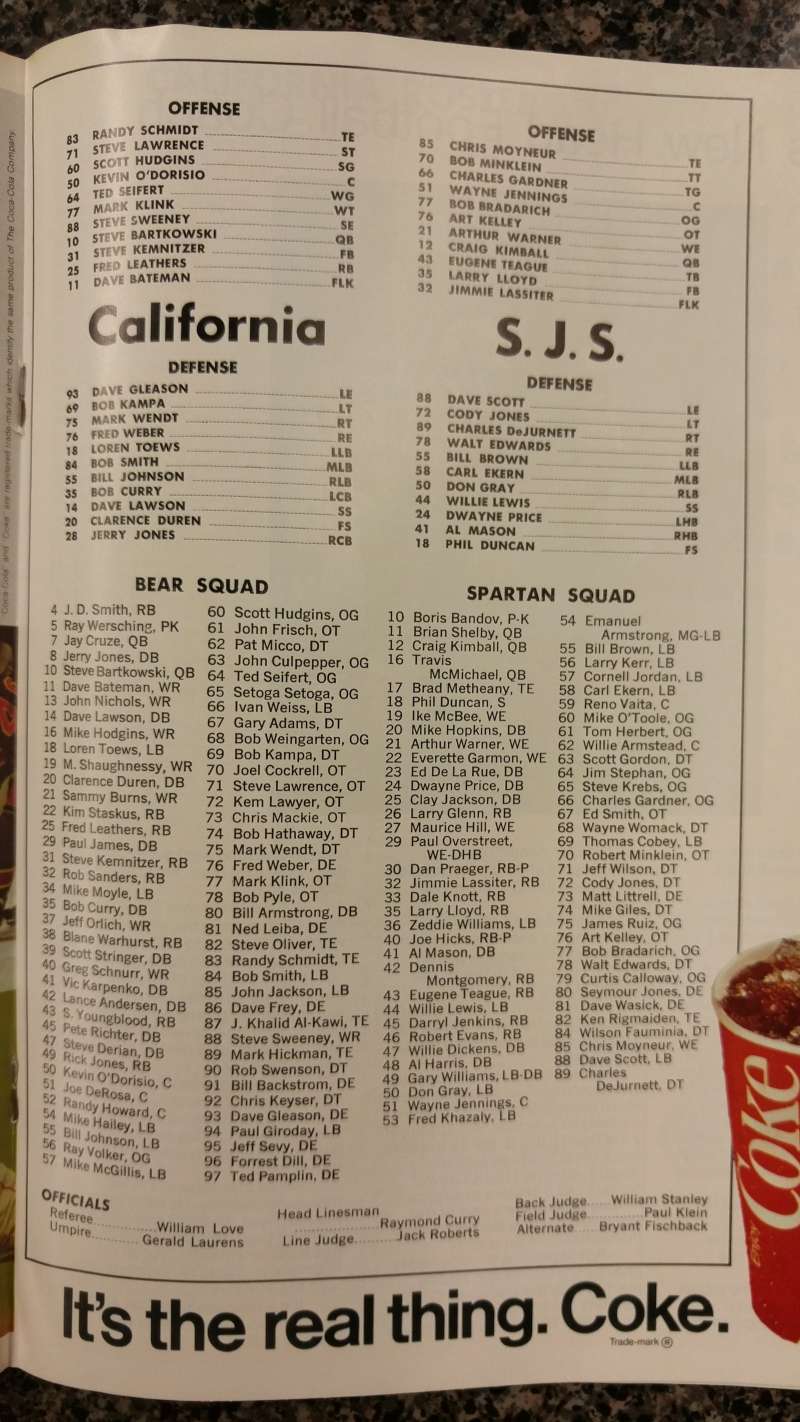 "Coca-Cola" and "Coke" are registered trade-marks which identify the same product of The Coca-Cola Company.
OFFENSE
83 RANDY SCHMIDT TE
71 STEVE LAWRENCE ST
60 SCOTT HUDGINS SG
50 KEVIN O'DORISIO C
64 TED SEIFERT WG
77 MARK KLINK WT
88 STEVE SWEENEY SE
10 STEVE BARTKOWSKI QB
31 STEVE KEMNITZER FB
25 FRED LEATHERS RB
11 DAVE BATEMAN FLK
California
DEFENSE
93 DAVE GLEASON LE
69 BOB KAMPA LT
75 MARK WENDT RT
76 FRED WEBER RE
18 LOREN TOEWS LLB
84 BOB SMITH MLB
55 BILL JOHNSON RLB
35 BOB CURRY LCB
14 DAVE LAWSON SS
20 CLARENCE DUREN FS
28 JERRY JONES RCB
OFFENSE
85 CHRIS MOYNEUR TE
70 BOB MINKLEIN TT
66 CHARLES GARDNER TG
51 WAYNE JENNINGS C
77 BOB BRADARICH OG
76 ART KELLEY OT
21 ARTHUR WARNER WE
12 CRAIG KIMBALL QB
43 EUGENE TEAGUE TB
35 LARRY LLOYD FB
32 JIMMIE LASSITER FLK
S. J. S.
DEFENSE
88 DAVE SCOTT LE
72 CODY JONES LT
89 CHARLES DeJURNETT RT
78 WALT EDWARDS RE
55 BILL BROWN LLB
58 CARL EKERN MLB
50 DON GRAY RLB
44 WILLIE LEWIS SS
24 DWAYNE PRICE LHB
41 AL MASON RHB
18 PHIL DUNCAN FS
BEAR SQUAD
4 J. D. Smith, RB
5 Ray Wersching, PK
7 Jay Cruze, QB
8 Jerry Jones, DB
10 Steve Bartkowski, QB
11 Dave Bateman, WR
13 John Nichols, WR
14 Dave Lawson, DB
16 Mike Hodgins, WR
18 Loren Toews, LB
19 M. Shaughnessy, WR
20 Clarence Duren, DB
21 Sammy Burns, WR
22 Kim Staskus, RB
25 Fred Leathers, RB
29 Paul James, DB
31 Steve Kemnitzer, RB
32 Rob Sanders, RB
34 Mike Moyle, LB
35 Bob Curry, DB
37 Jeff Orlich, WR
38 Blane Warhurst, RB
39 Scott Stringer, DB
40 Greg Schnurr, WR
41 Vic Karpenko, DB
42 Lance Andersen, DB
43 S. Youngblood, RB
45 Pete Richter, DB
47 Steve Derian, DB
49 Rick Jones, RB
50 Kevin O'Dorisio, C
51 Joe DeRosa, C
52 Randy Howard, C
54 Mike Hailey, LB
55 Bill Johnson, LB
56 Ray Volker, OG
57 Mike McGillis, LB
60 Scott Hudgins, OG
61 John Frisch, OT
62 Pat Micco, DT
63 John Culpepper, OG
64 Ted Seifert, OG
65 Setoga Setoga, OG
66 Ivan Weiss, LB
67 Gary Adams, DT
68 Bob Weingarten, OG
69 Bob Kampa, DT
70 Joel Cockrell, OT
71 Steve Lawrence, OT
72 Kem Lawyer, OT
73 Chris Mackie, OT
74 Bob Hathaway, DT
75 Mark Wendt, DT
76 Fred Weber, DE
77 Mark Klink, OT
78 Bob Pyle, OT
80 Bill Armstrong, DB
81 Ned Leiba, DE
82 Steve Oliver, TE
83 Randy Schmidt, TE
84 Bob Smith, LB
85 John Jackson, LB
86 Dave Frey, DE
87 J. Khalid Al-Kawi, TE
88 Steve Sweeney, WR
89 Mark Hickman, TE
90 Rob Swenson, DT
91 Bill Backstrom, DE
92 Chris Keyser, DT
93 Dave Gleason, DE
94 Paul Giroday, LB
95 Jeff Sevy, DE
96 Forrest Dill, DE
97 Ted Pamplin, DE
SPARTAN SQUAD
10 Boris Bandov, P-K
11 Brian Shelby, QB
12 Craig Kimball, QB
16 Travis
McMichael, QB
17 Brad Metheany, TE
18 Phil Duncan, S
19 Ike McBee, WE
20 Mike Hopkins, DB
21 Arthur Warner, WE
22 Everette Garmon, WE
23 Ed De La Rue, DB
24 Dwayne Price, DB
25 Clay Jackson, DB
26 Larry Glenn, RB
27 Maurice Hill, WE
29 Paul Overstreet,
WE-DHB
30 Dan Praeger, RB-P
32 Jimmie Lassiter, RB
33 Dale Knott, RB
35 Larry Lloyd, RB
36 Zeddie Williams, LB
40 Joe Hicks, RB-P
41 Al Mason, DB
42 Dennis
Montgomery, RB
43 Eugene Teague, RB
44 Willie Lewis, LB
45 Darryl Jenkins, RB
46 Robert Evans, RB
47 Willie Dickens, DB
48 Al Harris, DB
49 Gary Williams, LB-DB
50 Don Gray, LB
51 Wayne Jennings, C
53 Fred Khazaly, LB
54 Emanuel
Armstrong, MG-LB
55 Bill Brown, LB
56 Larry Kerr, LB
57 Cornell Jordan, LB
58 Carl Ekern, LB
59 Reno Vaita, C
60 Mike O'Toole, OG
61 Tom Herbert, OG
62 Willie Armstead, C
63 Scott Gordon, DT
64 Jim Stephan, OG
65 Steve Krebs, OG
66 Charles Gardner, OG
67 Ed Smith, OT
68 Wayne Womack, DT
69 Thomas Cobey, LB
70 Robert Minklein, OT
71 Jeff Wilson, DT
72 Cody Jones, DT
73 Matt Littrell, DE
74 Mike Giles, DT
75 James Ruiz, OG
76 Art Kelley, OT
77 Bob Bradarich, OG
78 Walt Edwards, DT
79 Curtis Calloway, OG
80 Seymour Jones, DE
81 Dave Wasick, DE
82 Ken Rigmaiden, TE
84 Wilson Fauminia, DT
85 Chris Moyneur, WE
88 Dave Scott, LB
89 Charles
DeJurnett, DT
OFFICIALS
Referee William Love
Umpire Gerald Laurens
Head Linesman
Raymond Curry
Line Judge Jack Roberts
Back Judge William Stanley
Field Judge Paul Klein
Alternate Bryant Fischback
Enjoy
Coke
It's the real thing. Coke.
Trade-mark ®